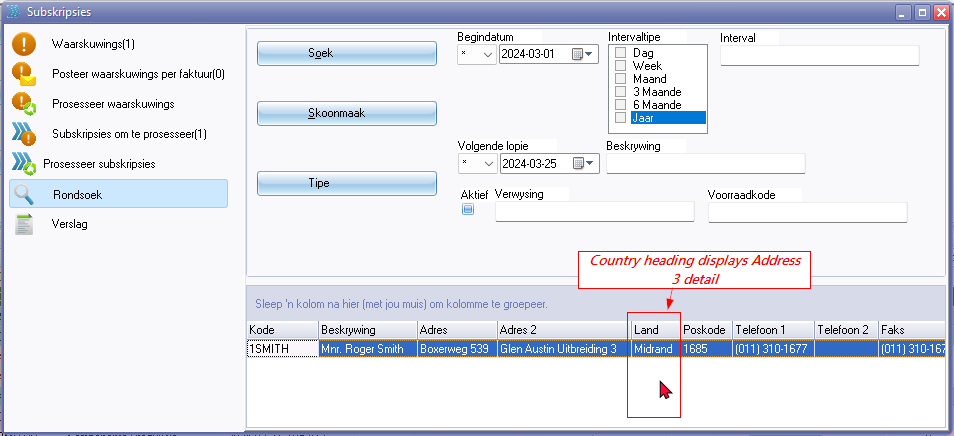 Subskripsies
Waarskuwings(1)
Posteer waarskuwings per faktuur(0)
Prosesseer waarskuwings
Subskripsies om te prosesseer(1)
Prosesseer subskripsies
Rondsoek
Verslag
Soek
Skoonmaak
Tipe
Begindatum
* 2024-03-01
Intervaltipe
Dag
Week
Maand
3 Maande
6 Maande
Jaar
Interval
Volgende lopie
* 2024-03-25
Beskrywing
Aktief
Verwysing
Voorraadkode
Country heading displays Address
3 detail
Sleep 'n kolom na hier (met jou muis) om kolomme te groepeer.
Kode Beskrywing Adres Adres 2 Land Poskode Telefoon 1 Telefoon 2 Faks
1SMITH Mnr. Roger Smith Boxerweg 539 Glen Austin Uitbreiding 3 Midrand 1685 (011) 310-1677 (011) 310-167